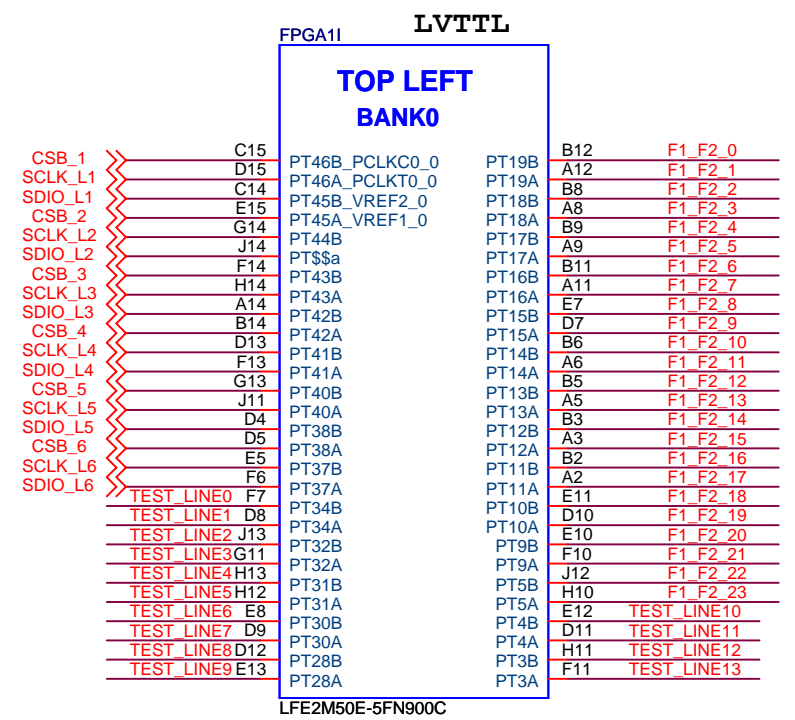 LVTTL
FPGA1I
TOP LEFT
BANK0
CSB_1 C15 PT46B_PCLKC0_0 PT19B B12 F1_F2_0
SCLK_L1 D15 PT46A_PCLKT0_0 PT19A A12 F1_F2_1
SDIO_L1 C14 PT45B_VREF2_0 PT18B B8 F1_F2_2
CSB_2 E15 PT45A_VREF1_0 PT18A A8 F1_F2_3
SCLK_L2 G14 PT44B PT17B B9 F1_F2_4
SDIO_L2 J14 PT$$a PT17A A9 F1_F2_5
CSB_3 F14 PT43B PT16B B11 F1_F2_6
SCLK_L3 H14 PT43A PT16A A11 F1_F2_7
SDIO_L3 A14 PT42B PT15B E7 F1_F2_8
CSB_4 B14 PT42A PT15A D7 F1_F2_9
SCLK_L4 D13 PT41B PT14B B6 F1_F2_10
SDIO_L4 F13 PT41A PT14A A6 F1_F2_11
CSB_5 G13 PT40B PT13B B5 F1_F2_12
SCLK_L5 J11 PT40A PT13A A5 F1_F2_13
SDIO_L5 D4 PT38B PT12B B3 F1_F2_14
CSB_6 D5 PT38A PT12A A3 F1_F2_15
SCLK_L6 E5 PT37B PT11B B2 F1_F2_16
SDIO_L6 F6 PT37A PT11A A2 F1_F2_17
TEST_LINE0 F7 PT34B PT10B E11 F1_F2_18
TEST_LINE1 D8 PT34A PT10A D10 F1_F2_19
TEST_LINE2 J13 PT32B PT9B E10 F1_F2_20
TEST_LINE3 G11 PT32A PT9A F10 F1_F2_21
TEST_LINE4 H13 PT31B PT5B J12 F1_F2_22
TEST_LINE5 H12 PT31A PT5A H10 F1_F2_23
TEST_LINE6 E8 PT30B PT4B E12 TEST_LINE10
TEST_LINE7 D9 PT30A PT4A D11 TEST_LINE11
TEST_LINE8 D12 PT28B PT3B H11 TEST_LINE12
TEST_LINE9 E13 PT28A PT3A F11 TEST_LINE13
LFE2M50E-5FN900C